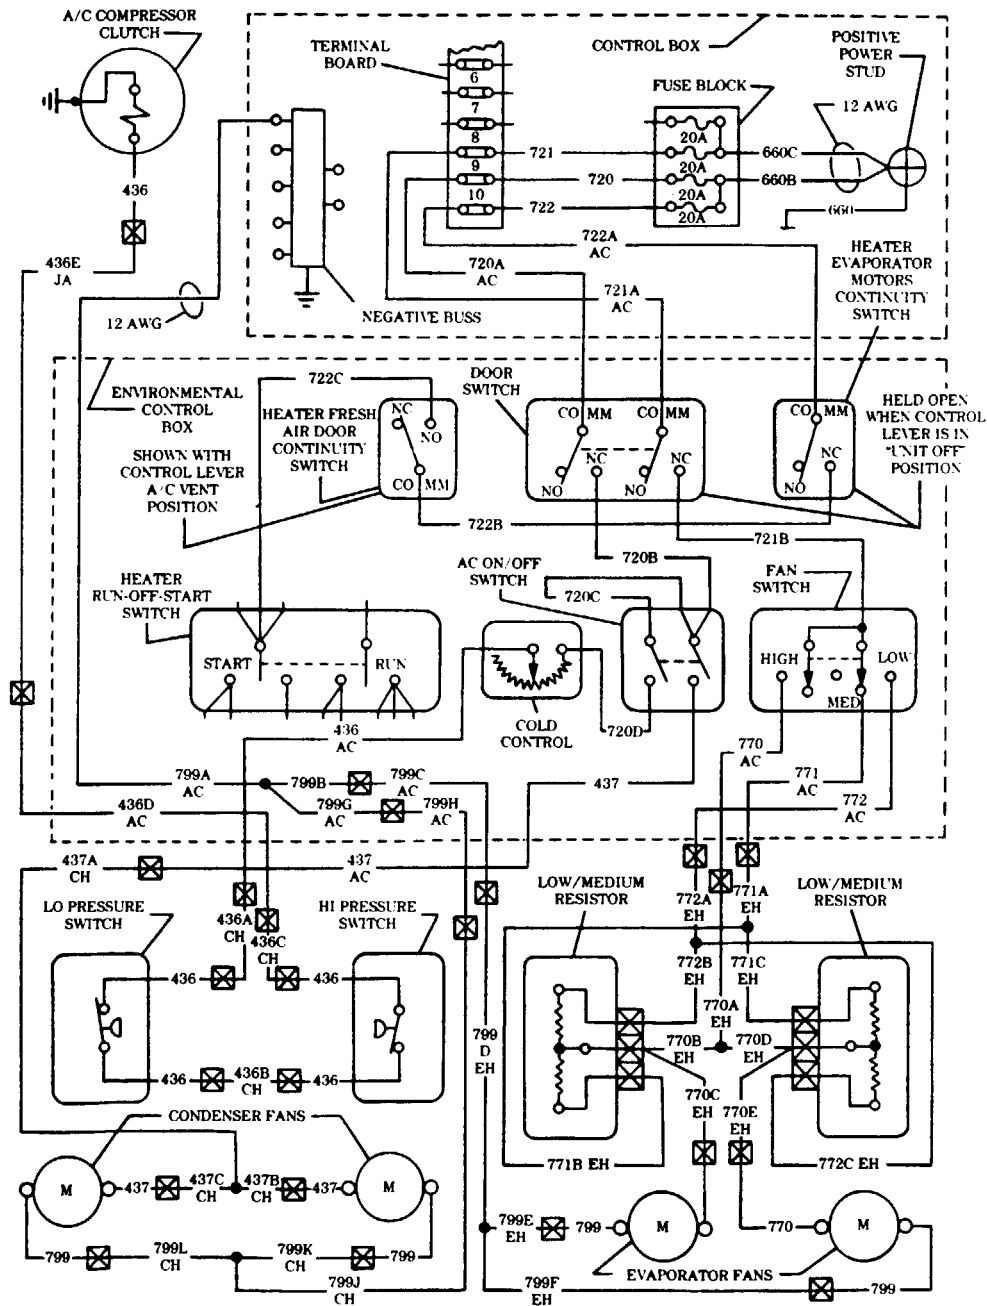 A/C COMPRESSOR
CLUTCH
TERMINAL
BOARD
CONTROL BOX
POSITIVE
POWER
STUD
FUSE BLOCK
12 AWG
6
7
8
9
10
20A
20A
20A
20A
721
720
722
660C
660B
660
436
436E
JA
12 AWG
NEGATIVE BUSS
722A
AC
720A
AC
721A
AC
HEATER
EVAPORATOR
MOTORS
CONTINUITY
SWITCH
ENVIRONMENTAL
CONTROL
BOX
722C
HEATER FRESH
AIR DOOR
CONTINUITY
SWITCH
NC
NO
CO MM
DOOR
SWITCH
CO MM
CO MM
NC
NC
NO
NO
CO MM
NC
NO
HELD OPEN
WHEN CONTROL
LEVER IS IN
"UNIT OFF"
POSITION
SHOWN WITH
CONTROL LEVER
A/C VENT
POSITION
722B
721B
720B
AC ON/OFF
SWITCH
720C
FAN
SWITCH
HEATER
RUN-OFF-START
SWITCH
START
RUN
HIGH
LOW
MED
COLD
CONTROL
720D
436
AC
770
AC
771
AC
772
AC
799A
AC
799B
799C
AC
437
436D
AC
799G
AC
799H
AC
437A
CH
437
AC
LO PRESSURE
SWITCH
HI PRESSURE
SWITCH
436A
CH
436C
CH
LOW/MEDIUM
RESISTOR
772A
EH
771A
EH
LOW/MEDIUM
RESISTOR
436
436
772B
EH
771C
EH
770A
EH
799
D
EH
770B
EH
770D
EH
436
436B
CH
436
770C
EH
770E
EH
CONDENSER FANS
771B EH
772C EH
M
437
437C
CH
437B
CH
437
M
799
799L
CH
799K
CH
799
799J
CH
799E
EH
799
M
770
M
EVAPORATOR FANS
799F
EH
799